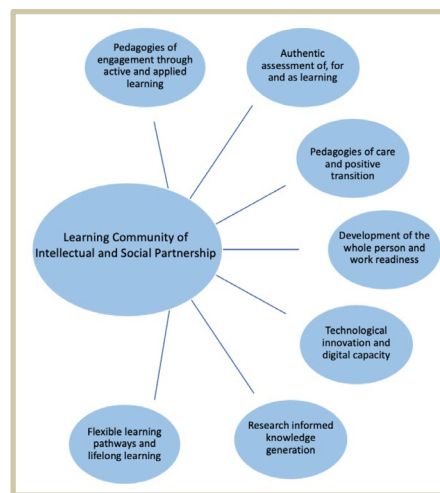 Pedagogies of
engagement through
active and applied
learning
Authentic
assessment of, for
and as learning
Pedagogies of care
and positive
transition
Learning Community of
Intellectual and Social Partnership
Development of the
whole person and
work readiness
Technological
innovation and
digital capacity
Research informed
knowledge
generation
Flexible learning
pathways and
lifelong learning